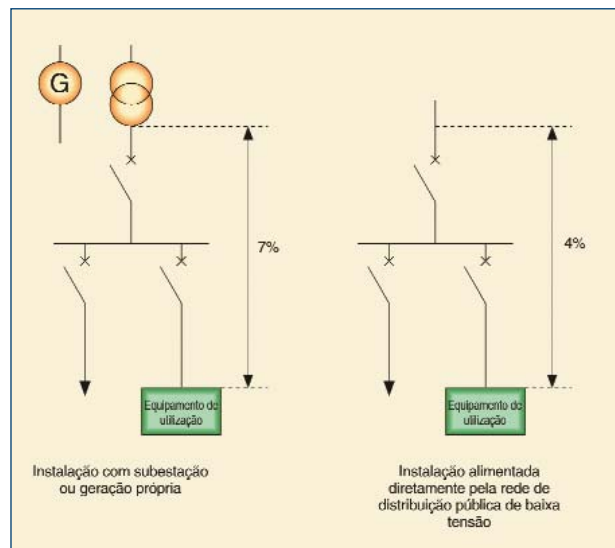 G
7%
4%
Equipamento de
utilização
Equipamento de
utilização
Instalação com subestação
ou geração própria
Instalação alimentada
diretamente pela rede de
distribuição pública de baixa
tensão